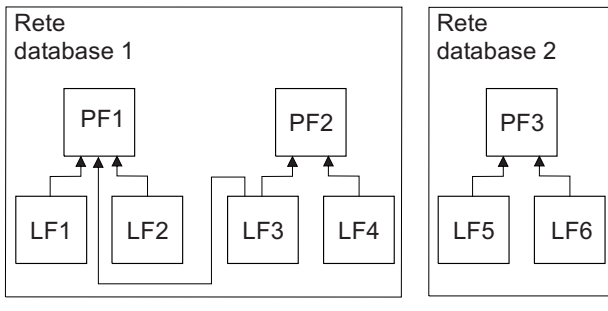 Rete
database 1
Rete
database 2
PF1
PF2
PF3
LF1
LF2
LF3
LF4
LF5
LF6